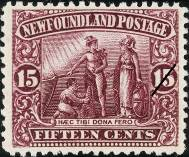 NEWFOUNDLAND POSTAGE
15 15
HÆC TIBI DONA FERO
FIFTEEN CENTS